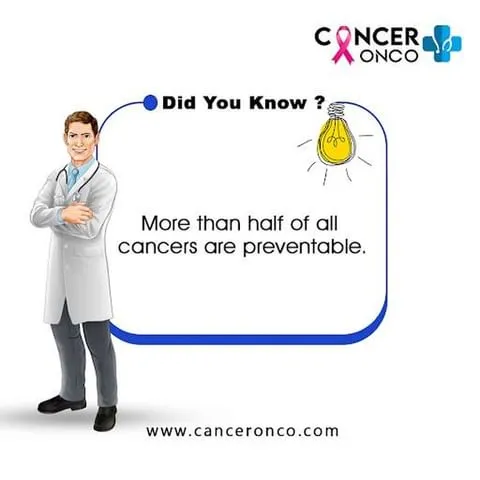 CANCER
ONCO
Did You Know ?
More than half of all
cancers are preventable.
www.canceronco.com